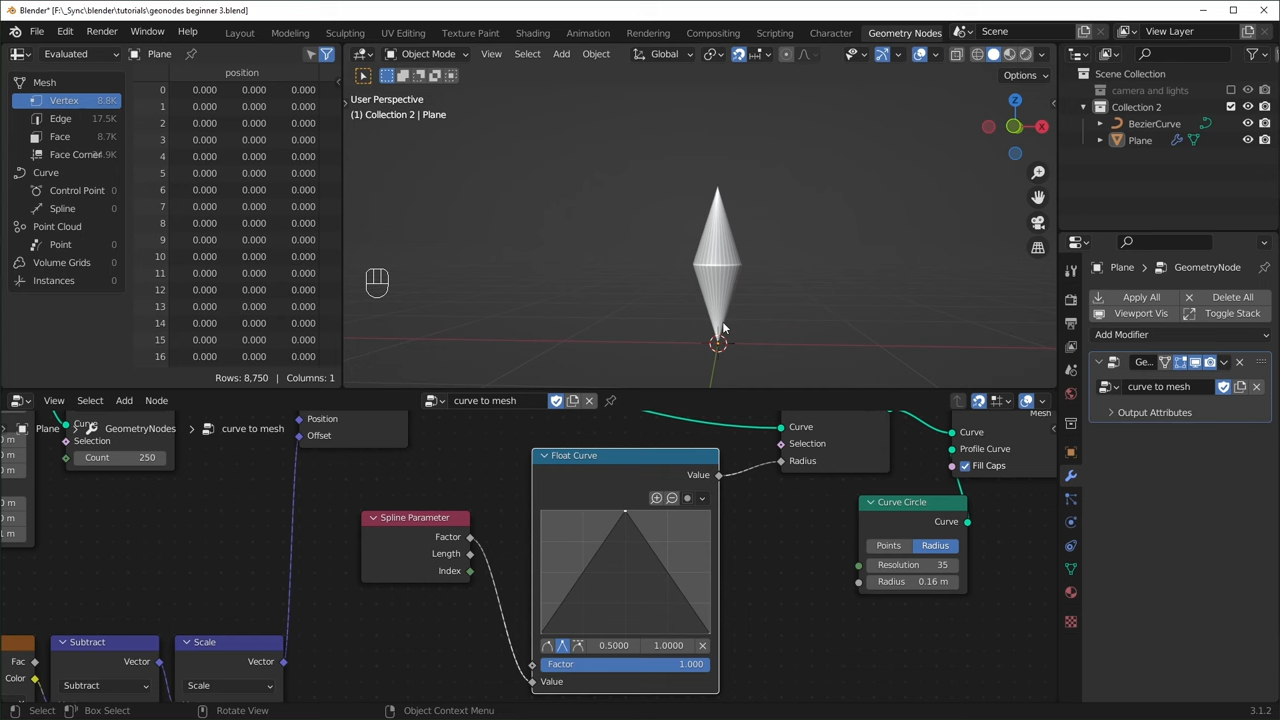 Blender* [F:\_Sync\blender\tutorials\geonodes beginner 3.blend]
File Edit Render Window Help Layout Modeling Sculpting UV Editing Texture Paint Shading Animation Rendering Compositing Scripting Character Geometry Nodes Scene View Layer
Evaluated Plane
Object Mode View Select Add Object Global
Options
Mesh
Vertex 8.8K
Edge 17.5K
Face 8.7K
Face Corner
Curve
Control Point 0
Spline 0
Point Cloud
Point 0
Volume Grids
Instances
position
0 0.000 0.000 0.000
1 0.000 0.000 0.000
2 0.000 0.000 0.000
3 0.000 0.000 0.000
4 0.000 0.000 0.000
5 0.000 0.000 0.000
6 0.000 0.000 0.000
7 0.000 0.000 0.000
8 0.000 0.000 0.000
9 0.000 0.000 0.000
10 0.000 0.000 0.000
11 0.000 0.000 0.000
12 0.000 0.000 0.000
13 0.000 0.000 0.000
14 0.000 0.000 0.000
15 0.000 0.000 0.000
16 0.000 0.000 0.000
Rows: 8,750 | Columns: 1
User Perspective
(1) Collection 2 | Plane
Z
X
Scene Collection
camera and lights
Collection 2
BezierCurve
Plane
Plane GeometryNode
Apply All Delete All
Viewport Vis Toggle Stack
Add Modifier
Ge...
curve to mesh
Output Attributes
View Select Add Node curve to mesh
Plane GeometryNodes curve to mesh
Selection
Count 250
Position
Offset
Subtract
Vector
Subtract
Scale
Vector
Scale
Fac
Color
Spline Parameter
Factor
Length
Index
Float Curve
Value
0.5000 1.0000
Factor 1.000
Value
Curve
Selection
Radius
Mesh
Curve
Profile Curve
Fill Caps
Curve Circle
Curve
Points Radius
Resolution 35
Radius 0.16 m
Select Box Select Rotate View Object Context Menu 3.1.2